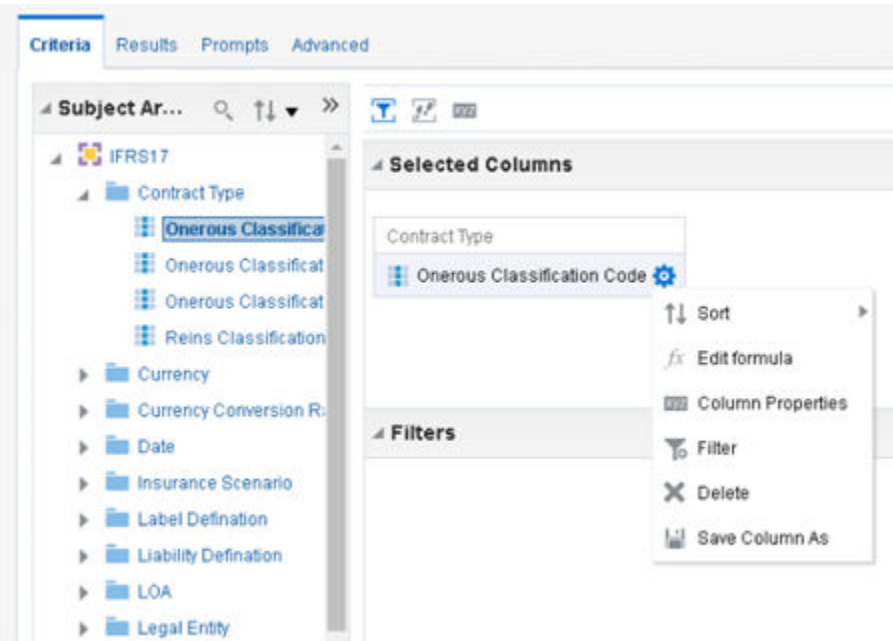 Criteria Results Prompts Advanced
Subject Ar...
IFRS17
Contract Type
Onerous Classifica
Onerous Classificat
Onerous Classificat
Reins Classification
Currency
Currency Conversion Ra
Date
Insurance Scenario
Label Defination
Liability Defination
LOA
Legal Entity
Selected Columns
Contract Type
Onerous Classification Code
Sort
fx Edit formula
Column Properties
Filter
Delete
Save Column As
Filters